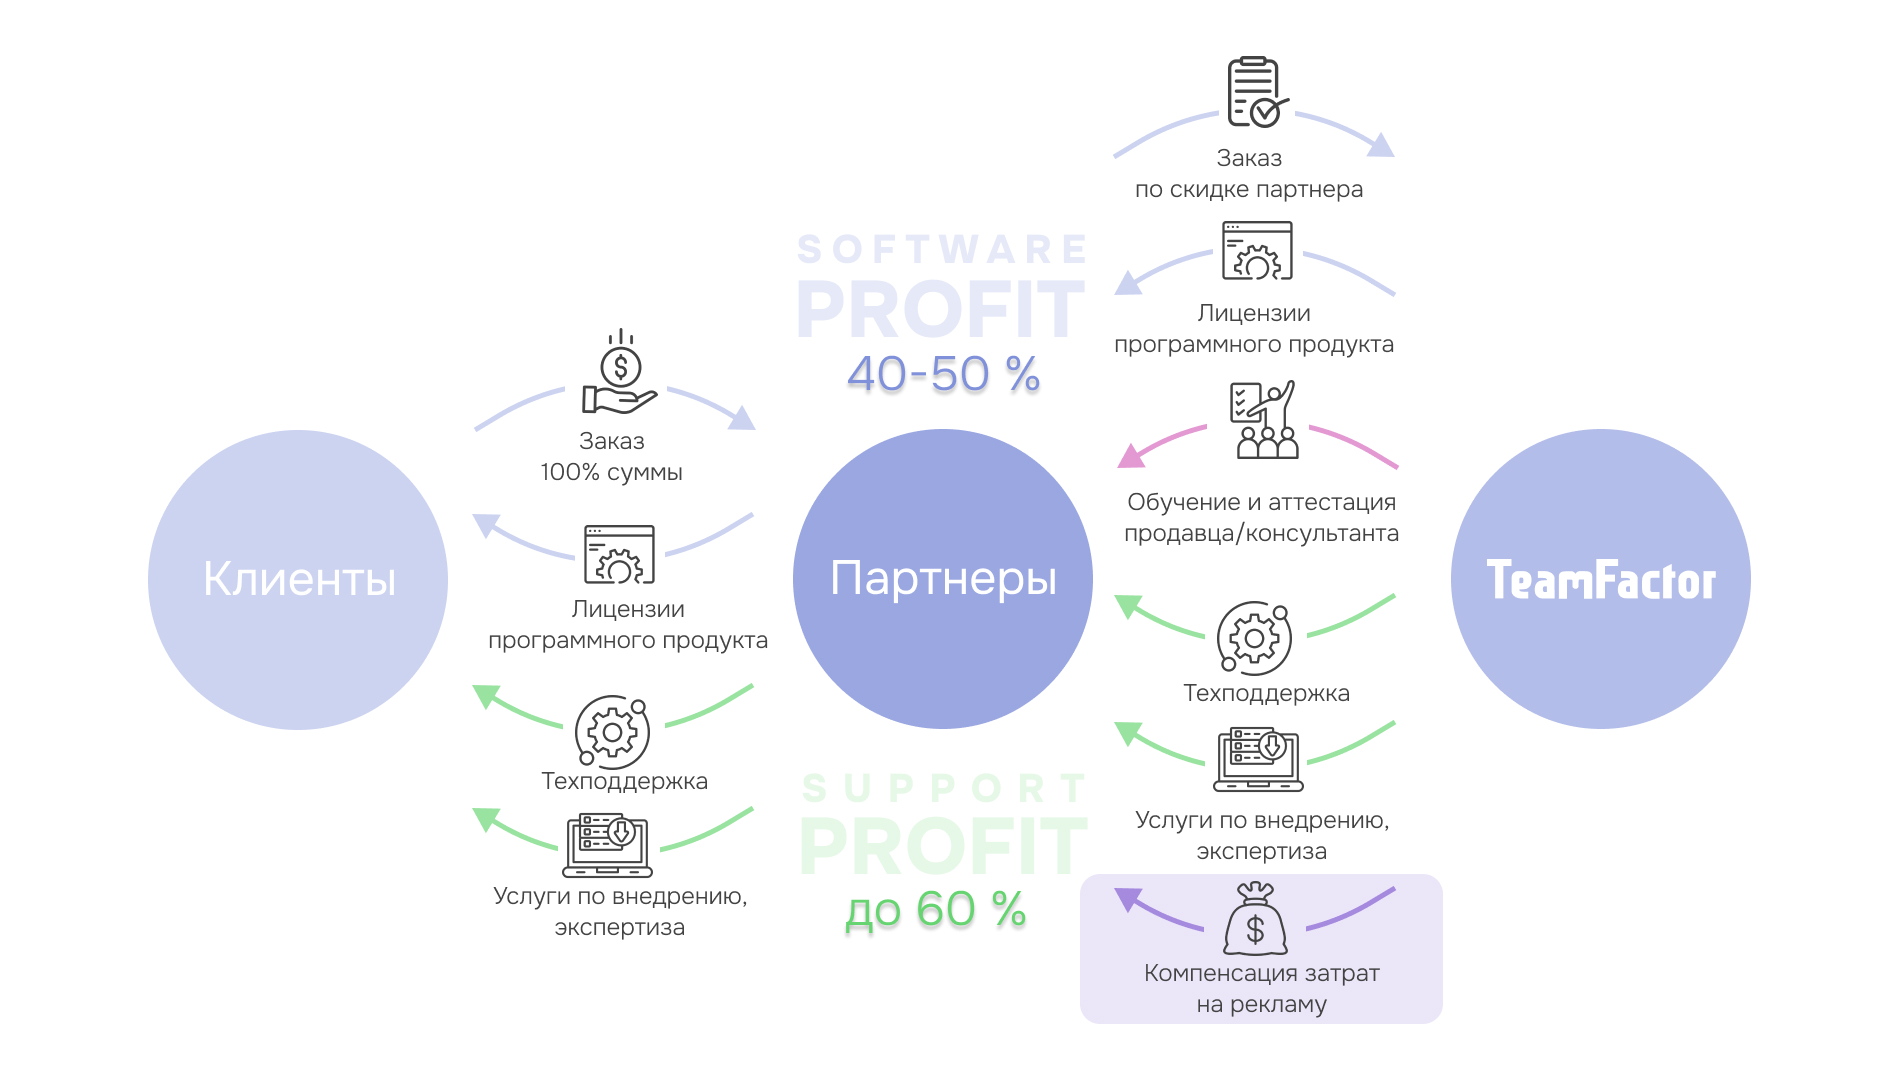 Клиенты
Заказ
100% суммы
Лицензии
программного продукта
Техподдержка
Услуги по внедрению,
экспертиза
SOFTWARE
PROFIT
40-50 %
Партнеры
SUPPORT
PROFIT
до 60 %
Заказ
по скидке партнера
Лицензии
программного продукта
Обучение и аттестация
продавца/консультанта
Техподдержка
Услуги по внедрению,
экспертиза
Компенсация затрат
на рекламу
TeamFactor